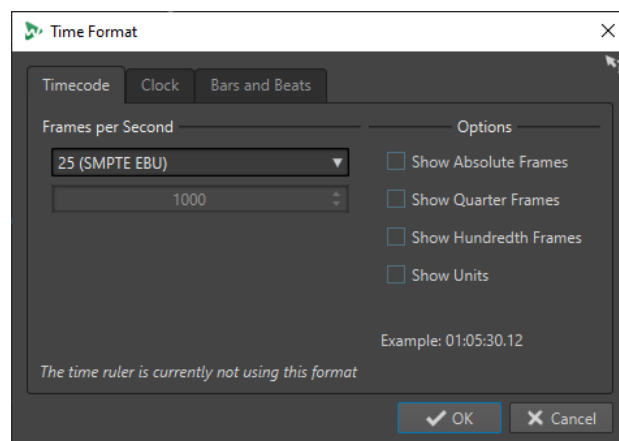 Time Format
Timecode Clock Bars and Beats
Frames per Second
25 (SMPTE EBU)
1000
Options
Show Absolute Frames
Show Quarter Frames
Show Hundredth Frames
Show Units
Example: 01:05:30.12
The time ruler is currently not using this format
OK Cancel